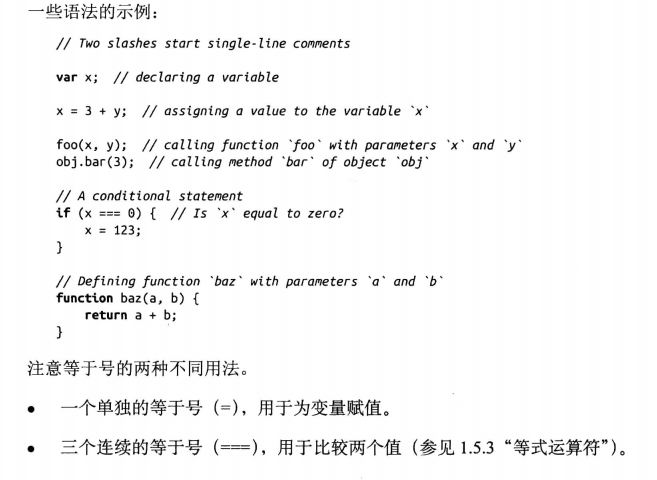 一些语法的示例：
// Two slashes start single-line comments
var x;  // declaring a variable
x = 3 + y;  // assigning a value to the variable `x`
foo(x, y);  // calling function `foo` with parameters `x` and `y`
obj.bar(3);  // calling method `bar` of object `obj`
// A conditional statement
if (x === 0) {  // Is `x` equal to zero?
    x = 123;
}
// Defining function `baz` with parameters `a` and `b`
function baz(a, b) {
    return a + b;
}
注意等于号的两种不同用法。
• 一个单独的等于号（=），用于为变量赋值。
• 三个连续的等于号（===），用于比较两个值（参见 1.5.3“等式运算符”）。